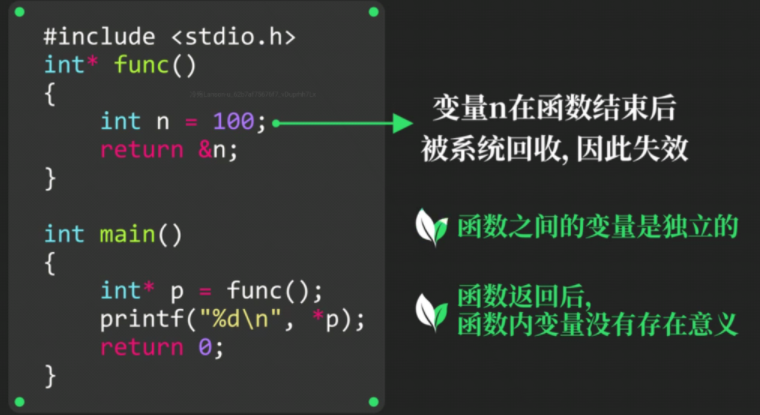 #include <stdio.h>
int* func()
{
    int n = 100;
    return &n;
}
int main()
{
    int* p = func();
    printf("%d\n", *p);
    return 0;
}
变量n在函数结束后
被系统回收, 因此失效
函数之间的变量是独立的
函数返回后,
函数内变量没有存在意义